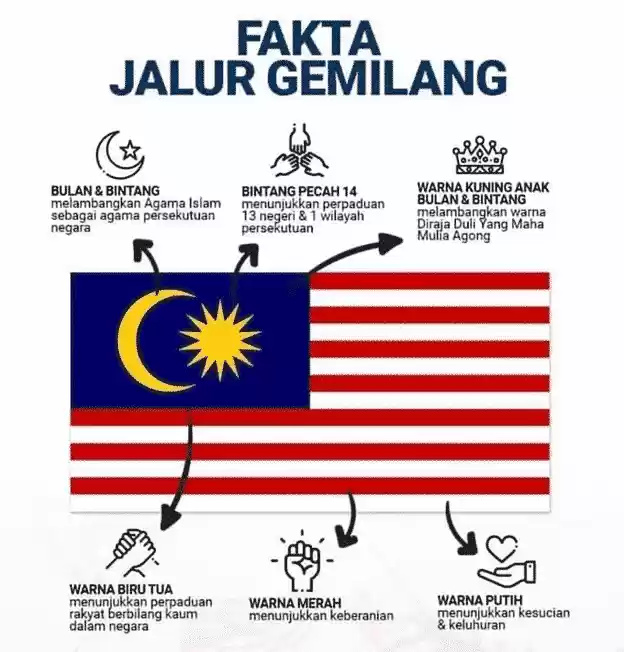 FAKTA
JALUR GEMILANG
BULAN & BINTANG
melambangkan Agama Islam
sebagai agama persekutuan
negara
BINTANG PECAH 14
menunjukkan perpaduan
13 negeri & 1 wilayah
persekutuan
WARNA KUNING ANAK
BULAN & BINTANG
melambangkan warna
Diraja Duli Yang Maha
Mulia Agong
WARNA BIRU TUA
menunjukkan perpaduan
rakyat berbilang kaum
dalam negara
WARNA MERAH
menunjukkan keberanian
WARNA PUTIH
menunjukkan kesucian
& keluhuran